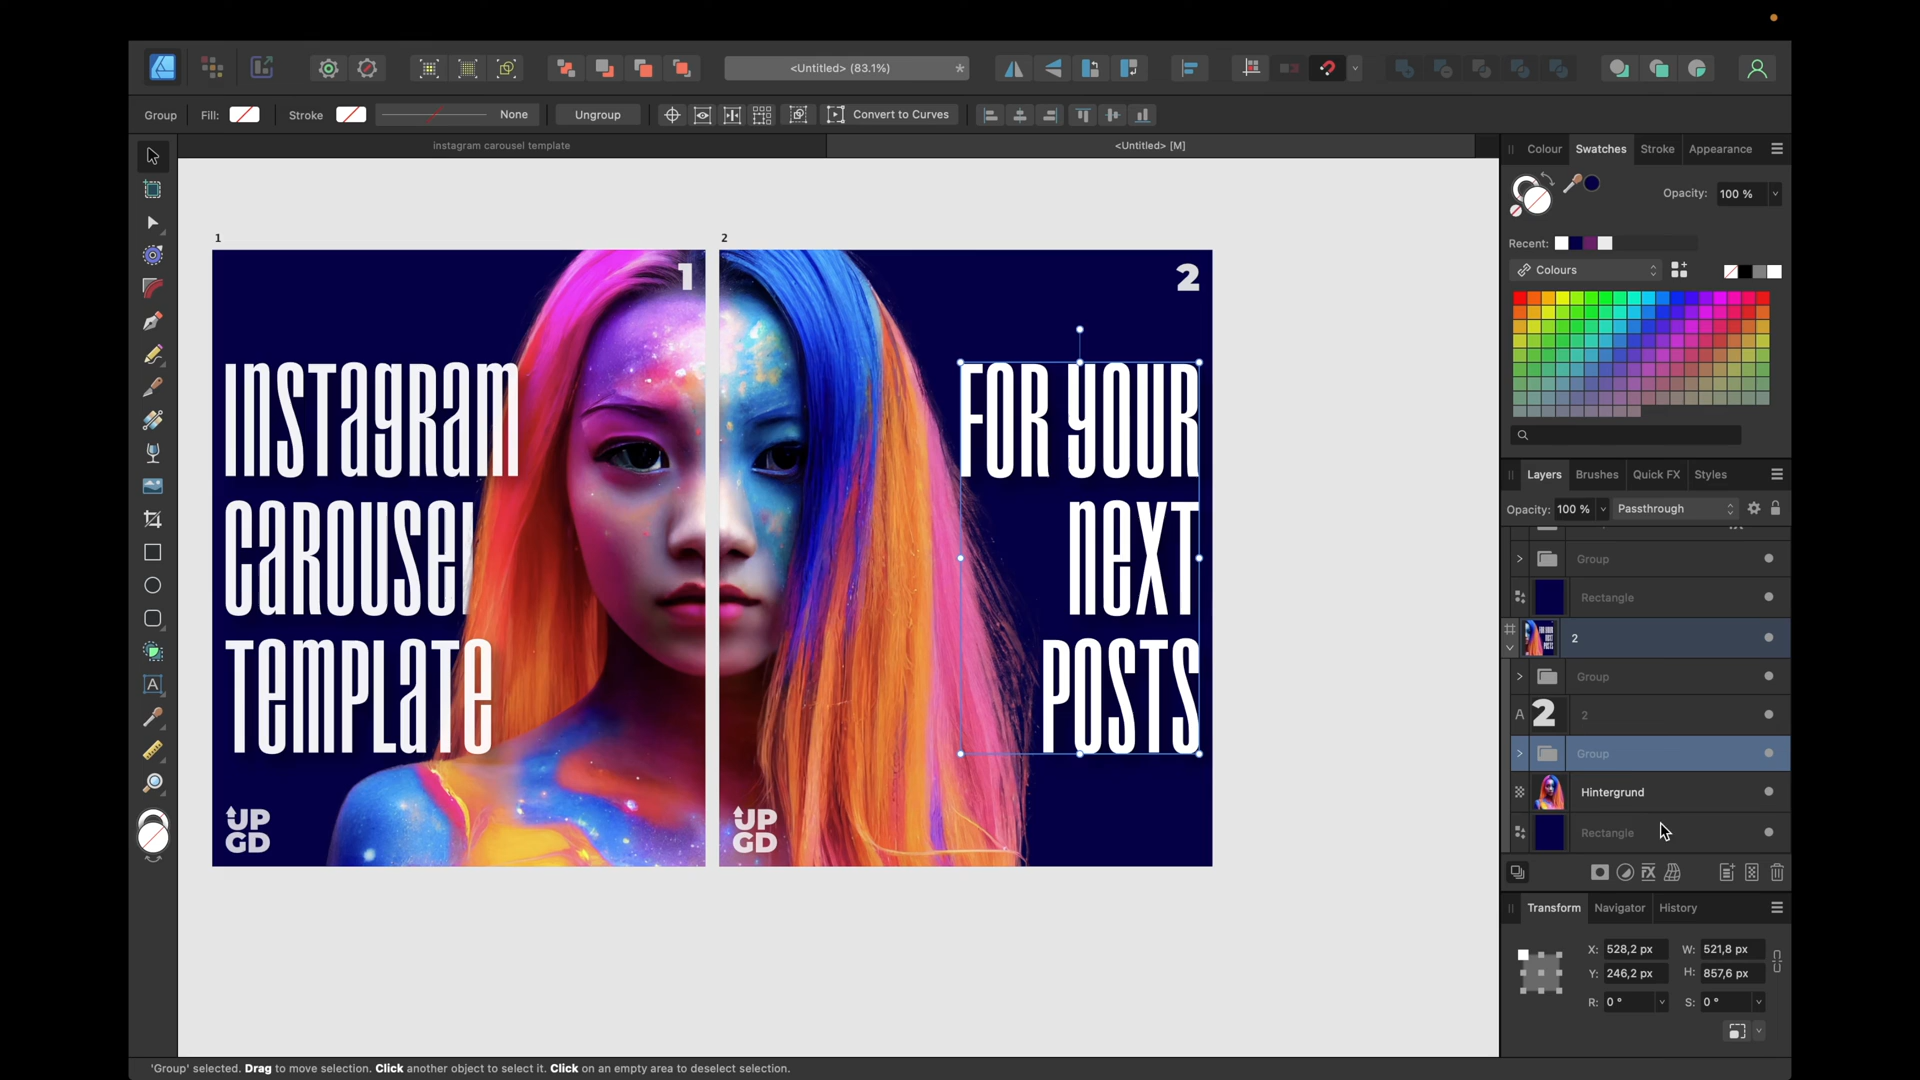 <Untitled> (83.1%)
*
Group
Fill:
Stroke
None
Ungroup
Convert to Curves
instagram carousel template
<Untitled> [M]
Colour
Swatches
Stroke
Appearance
Opacity:
100 %
Recent:
Colours
1
2
1
2
INSTAGRAM
CAROUSEL
TEMPLATE
FOR YOUR
NEXT
POSTS
UP
GD
UP
GD
Layers
Brushes
Quick FX
Styles
Opacity:
100 %
Passthrough
Group
Rectangle
2
Group
A
2
2
Group
Hintergrund
Rectangle
FX
Transform
Navigator
History
X:
528,2 px
W:
521,8 px
Y:
246,2 px
H:
857,6 px
R:
0 °
S:
0 °
'Group' selected. Drag to move selection. Click another object to select it. Click on an empty area to deselect selection.